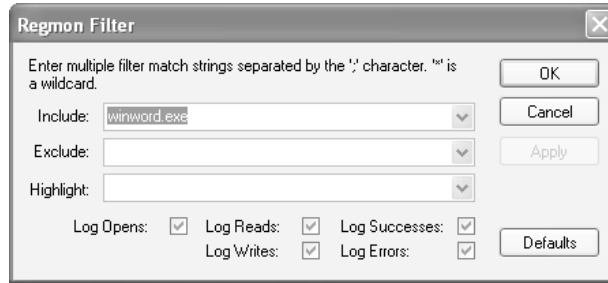 Regmon Filter
Enter multiple filter match strings separated by the ';' character. '*' is
a wildcard.
OK
Include: winword.exe
Cancel
Exclude:
Apply
Highlight:
Log Opens: Log Reads: Log Successes:
Log Writes: Log Errors:
Defaults